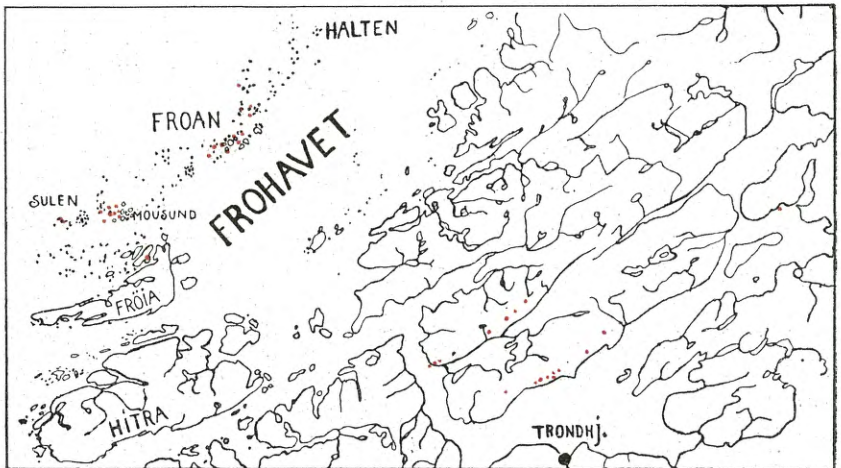 HALTEN
FROAN
FROHAVET
SULEN
MOUSUND
FRÖIA
HITRA
TRONDHJ.